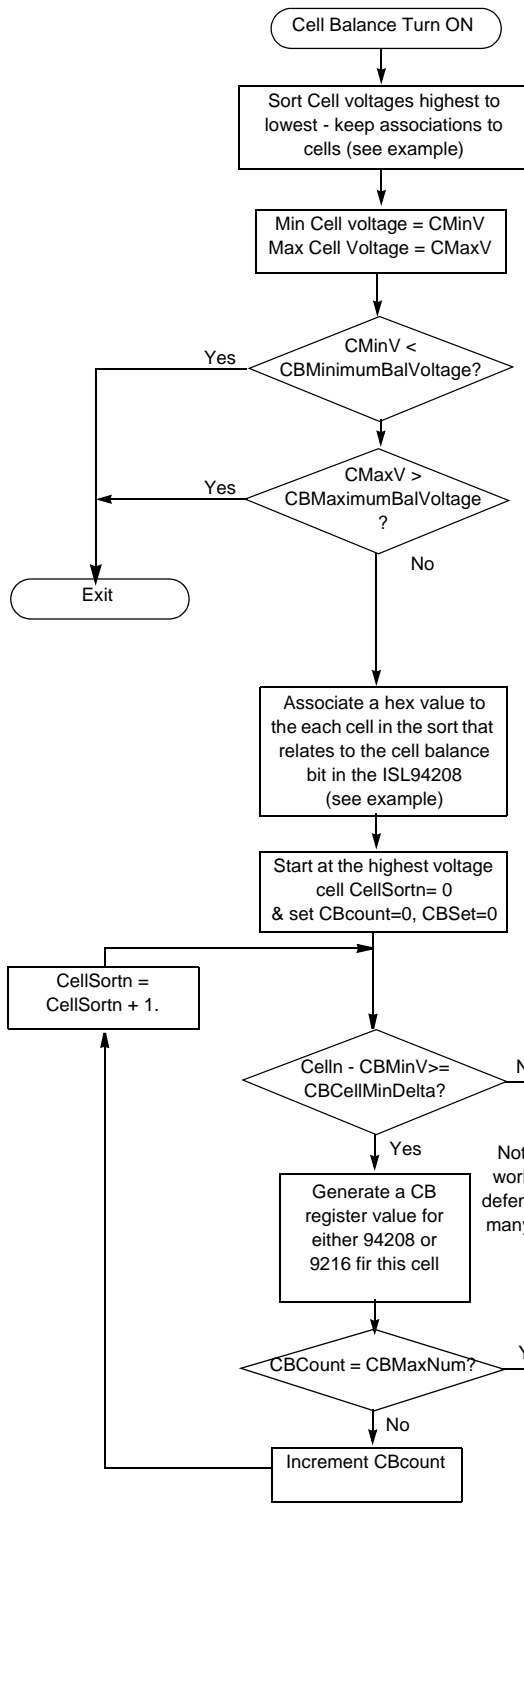 Cell Balance Turn ON
Sort Cell voltages highest to
lowest - keep associations to
cells (see example)
Min Cell voltage = CMinV
Max Cell Voltage = CMaxV
CMinV <
CBMinimumBalVoltage?
Yes
CMaxV >
CBMaximumBalVoltage
?
Yes
No
Exit
Associate a hex value to
the each cell in the sort that
relates to the cell balance
bit in the ISL94208
(see example)
Start at the highest voltage
cell CellSortn= 0
& set CBcount=0, CBSet=0
CellSortn =
CellSortn + 1.
Celln - CBMinV>=
CBCellMinDelta?
Yes
Generate a CB
register value for
either 94208 or
9216 fir this cell
many
CBCount = CBMaxNum?
No
Increment CBcount